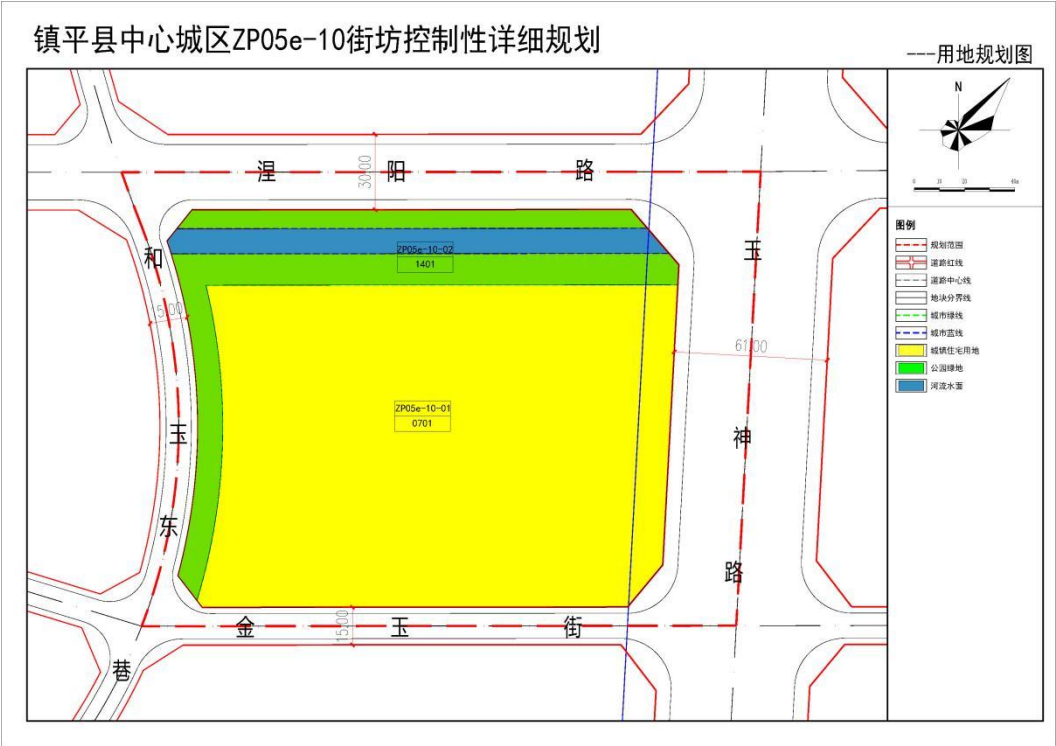 镇平县中心城区ZP05e-10街坊控制性详细规划
---用地规划图
N
涅阳路
30.00
和玉东巷
15.00
ZP05e-10-02
1401
玉神路
61.00
ZP05e-10-01
0701
金玉街
15.00
图例
规划范围
道路红线
道路中心线
地块分界线
城市绿线
城市蓝线
城镇住宅用地
公园绿地
河流水面